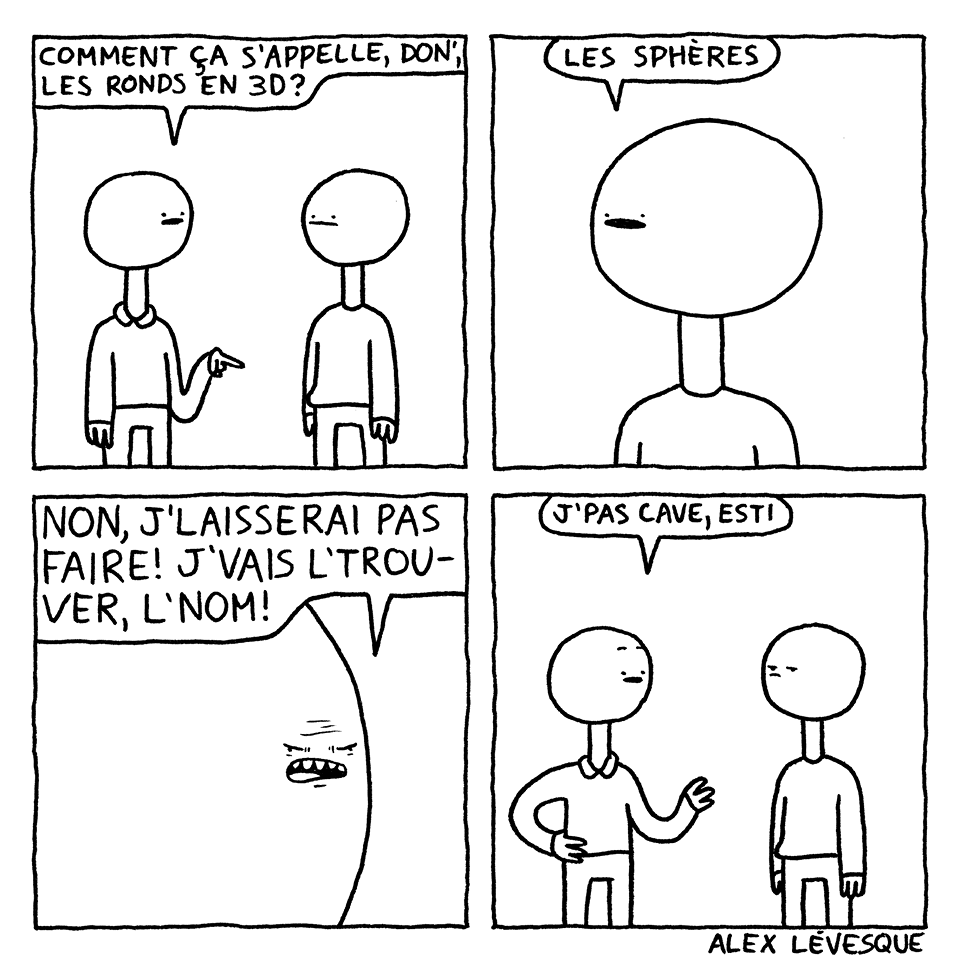 COMMENT ÇA S'APPELLE, DON',
LES RONDS EN 3D?
LES SPHÈRES
NON, J'LAISSERAI PAS
FAIRE! J'VAIS L'TROU-
VER, L'NOM!
J'PAS CAVE, ESTI
ALEX LÉVESQUE